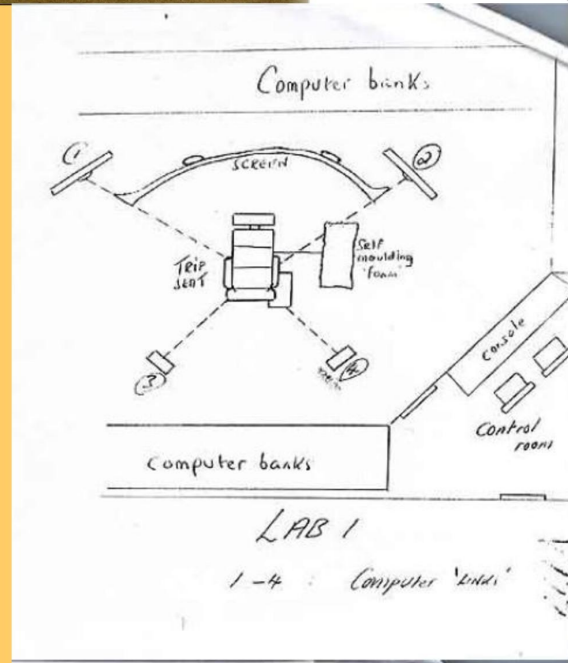 Computer banks
1
2
SCREEN
TRIP
SEAT
Self
moulding
'foam'
3
4
Console
Control
room
Computer banks
LAB 1
1-4 : Computer 'Links'